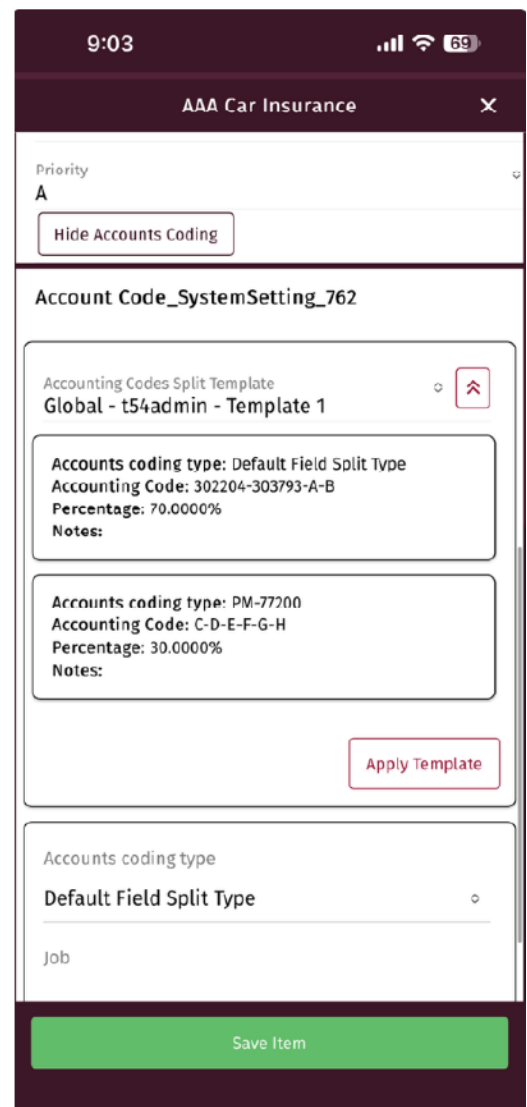 9:03
69
AAA Car Insurance
Priority
A
Hide Accounts Coding
Account Code_SystemSetting_762
Accounting Codes Split Template
Global - t54admin - Template 1
Accounts coding type: Default Field Split Type
Accounting Code: 302204-303793-A-B
Percentage: 70.0000%
Notes:
Accounts coding type: PM-77200
Accounting Code: C-D-E-F-G-H
Percentage: 30.0000%
Notes:
Apply Template
Accounts coding type
Default Field Split Type
Job
Save Item